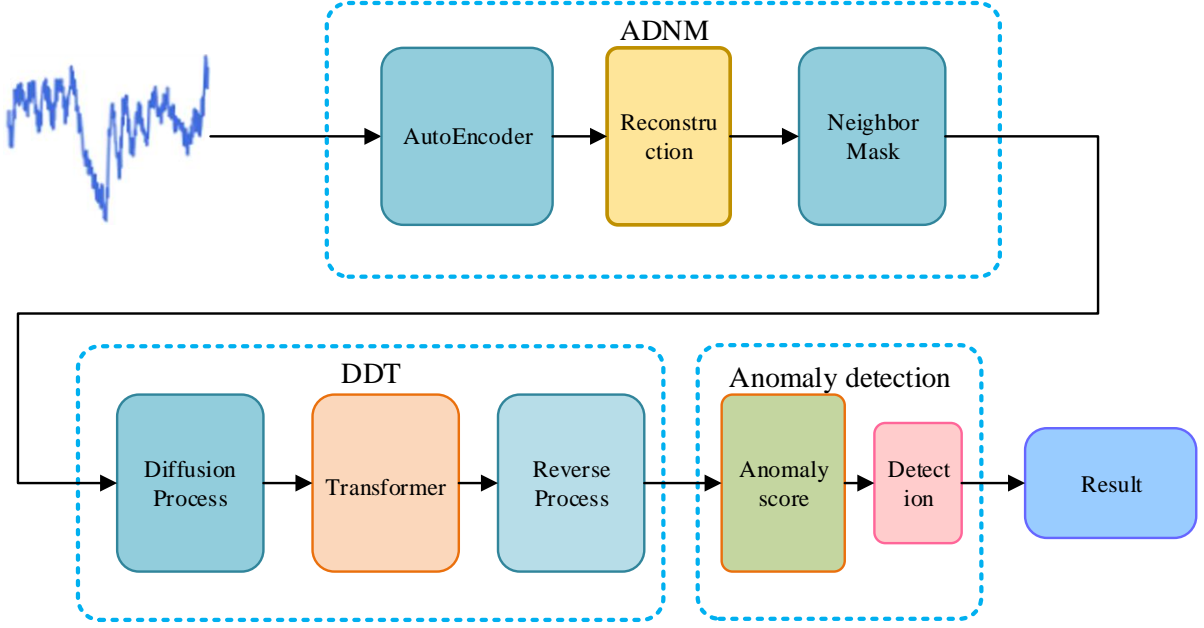 ADNM
AutoEncoder
Reconstru
ction
Neighbor
Mask
DDT
Diffusion
Process
Transformer
Reverse
Process
Anomaly detection
Anomaly
score
Detect
ion
Result